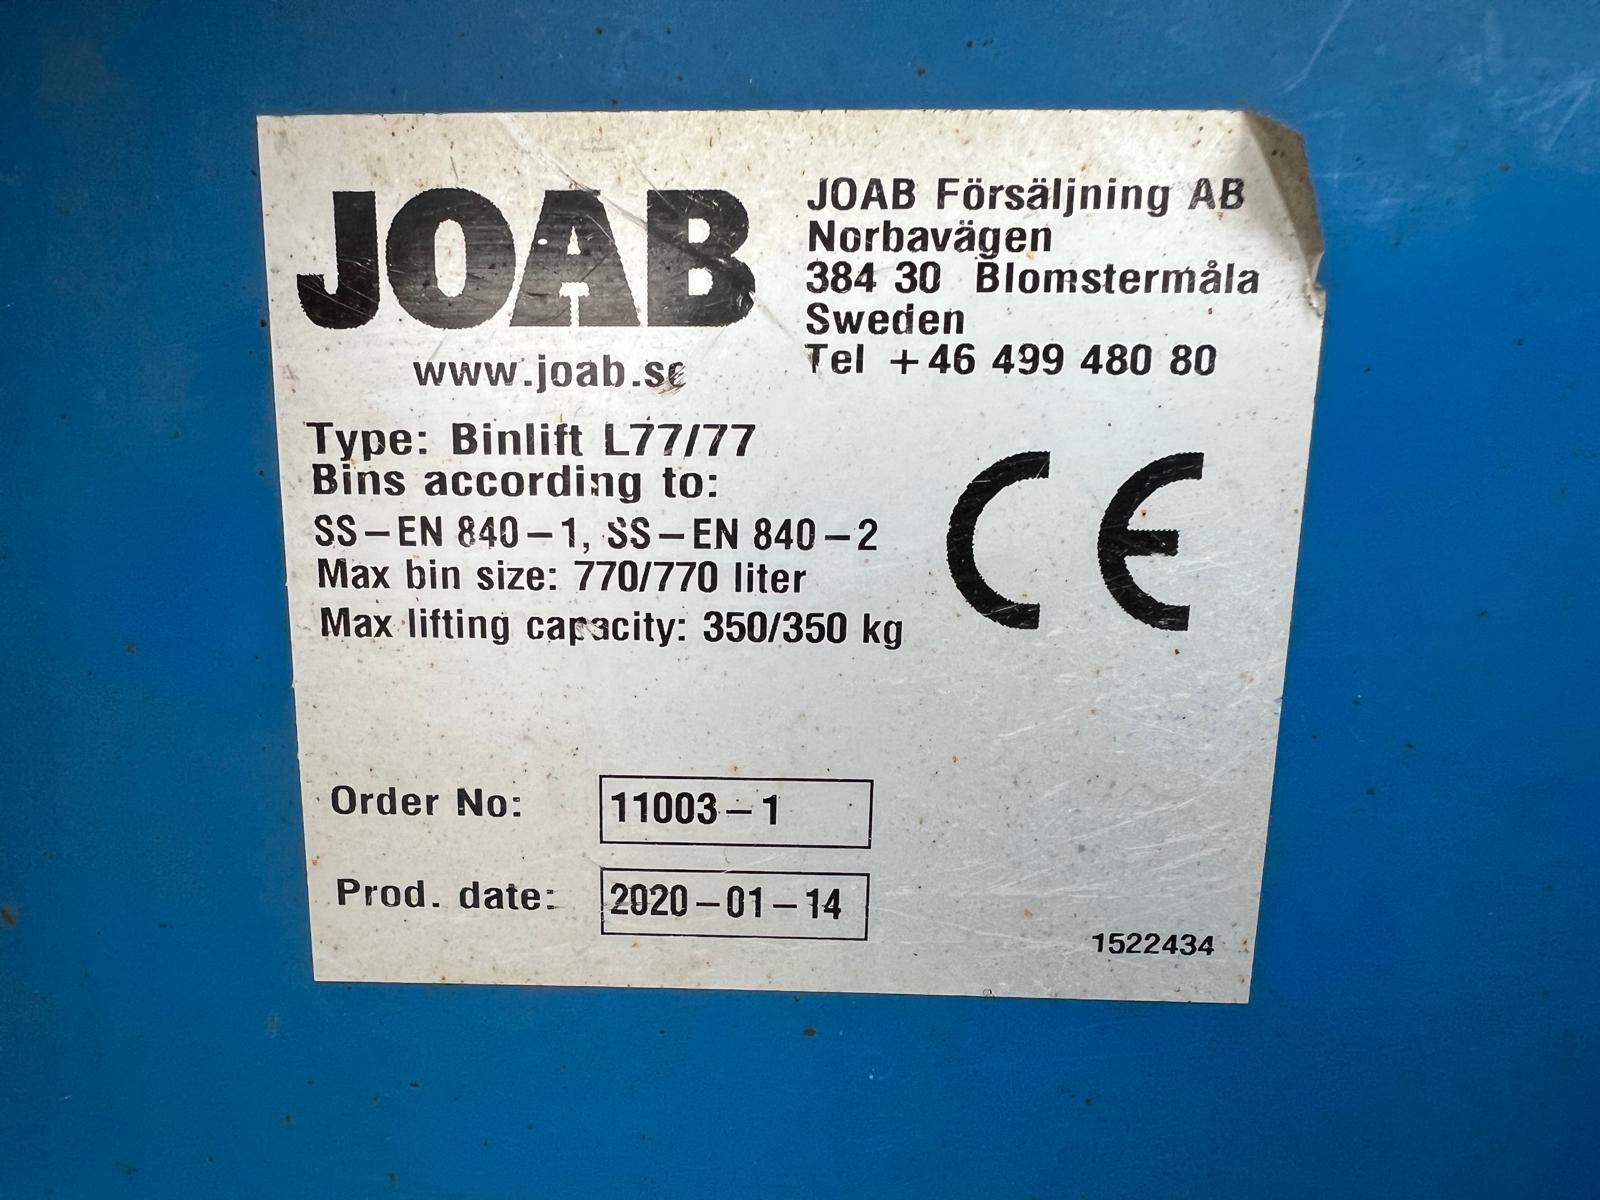 JOAB
www.joab.se
JOAB Försäljning AB
Norbavägen
384 30 Blomstermåla
Sweden
Tel +46 499 480 80
Type: Binlift L77/77
Bins according to:
SS-EN 840-1, SS-EN 840-2
Max bin size: 770/770 liter
Max lifting capacity: 350/350 kg
CE
Order No: 11003-1
Prod. date: 2020-01-14
1522434